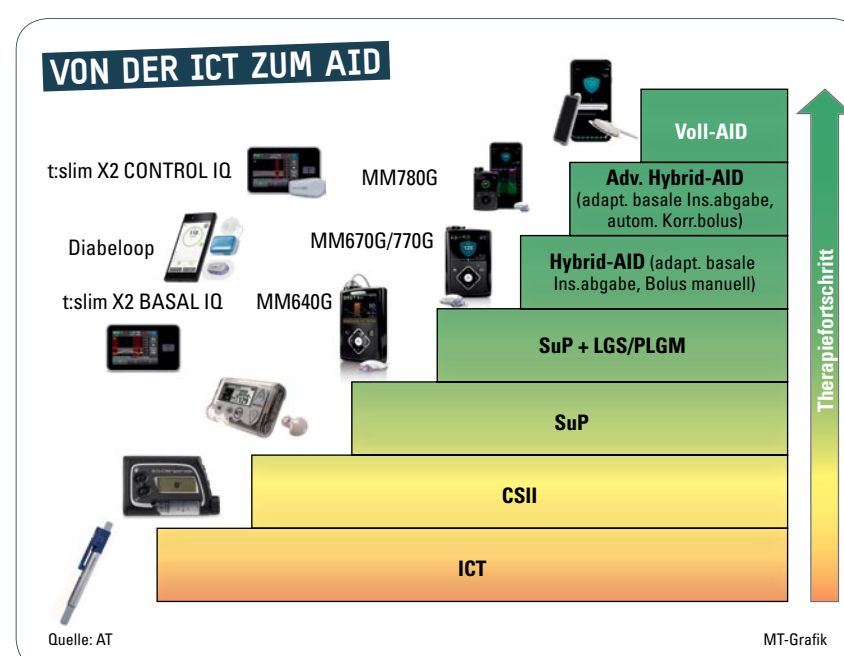 VON DER ICT ZUM AID
Voll-AID
t:slim X2 CONTROL IQ
MM780G
Adv. Hybrid-AID
(adapt. basale Ins.abgabe,
autom. Korr.bolus)
Diabeloop
MM670G/770G
Hybrid-AID (adapt. basale
Ins.abgabe, Bolus manuell)
t:slim X2 BASAL IQ
MM640G
SuP + LGS/PLGM
SuP
CSII
ICT
Therapiefortschritt
Quelle: AT
MT-Grafik